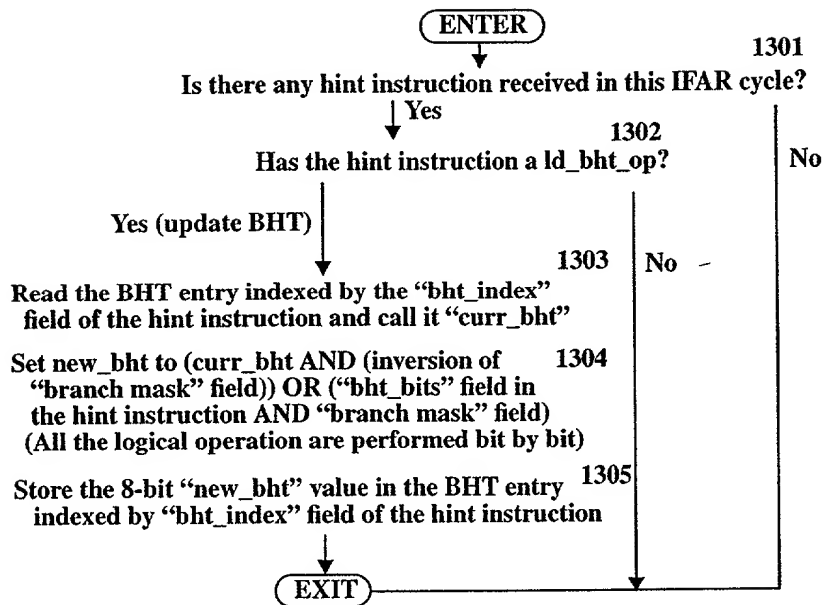 ENTER
1301
Is there any hint instruction received in this IFAR cycle?
Yes
1302
No
Has the hint instruction a ld_bht_op?
Yes (update BHT)
1303
No
Read the BHT entry indexed by the “bht_index”
field of the hint instruction and call it “curr_bht”
Set new_bht to (curr_bht AND (inversion of
1304
“branch mask” field)) OR (“bht_bits” field in
the hint instruction AND “branch mask” field)
(All the logical operation are performed bit by bit)
Store the 8-bit “new_bht” value in the BHT entry
1305
indexed by “bht_index” field of the hint instruction
EXIT